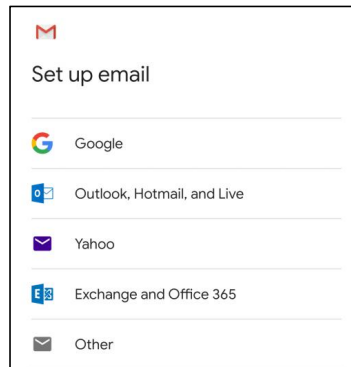 Set up email
Google
Outlook, Hotmail, and Live
Yahoo
Exchange and Office 365
Other